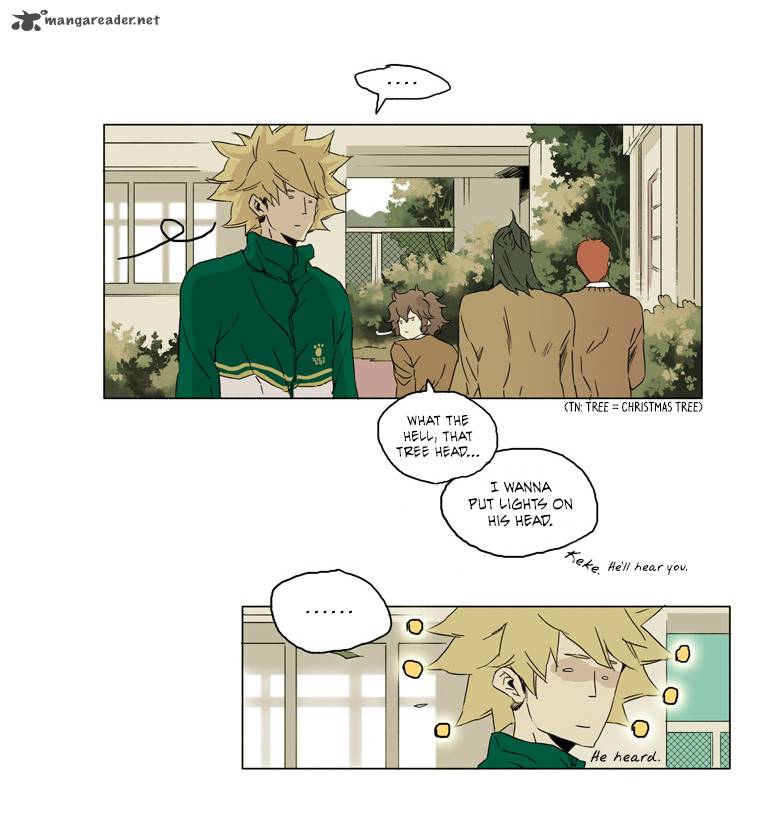 mangareader.net
....
(TN: TREE = CHRISTMAS TREE)
WHAT THE
HELL, THAT
TREE HEAD...
I WANNA
PUT LIGHTS ON
HIS HEAD.
Keke. He'll hear you.
......
He heard.